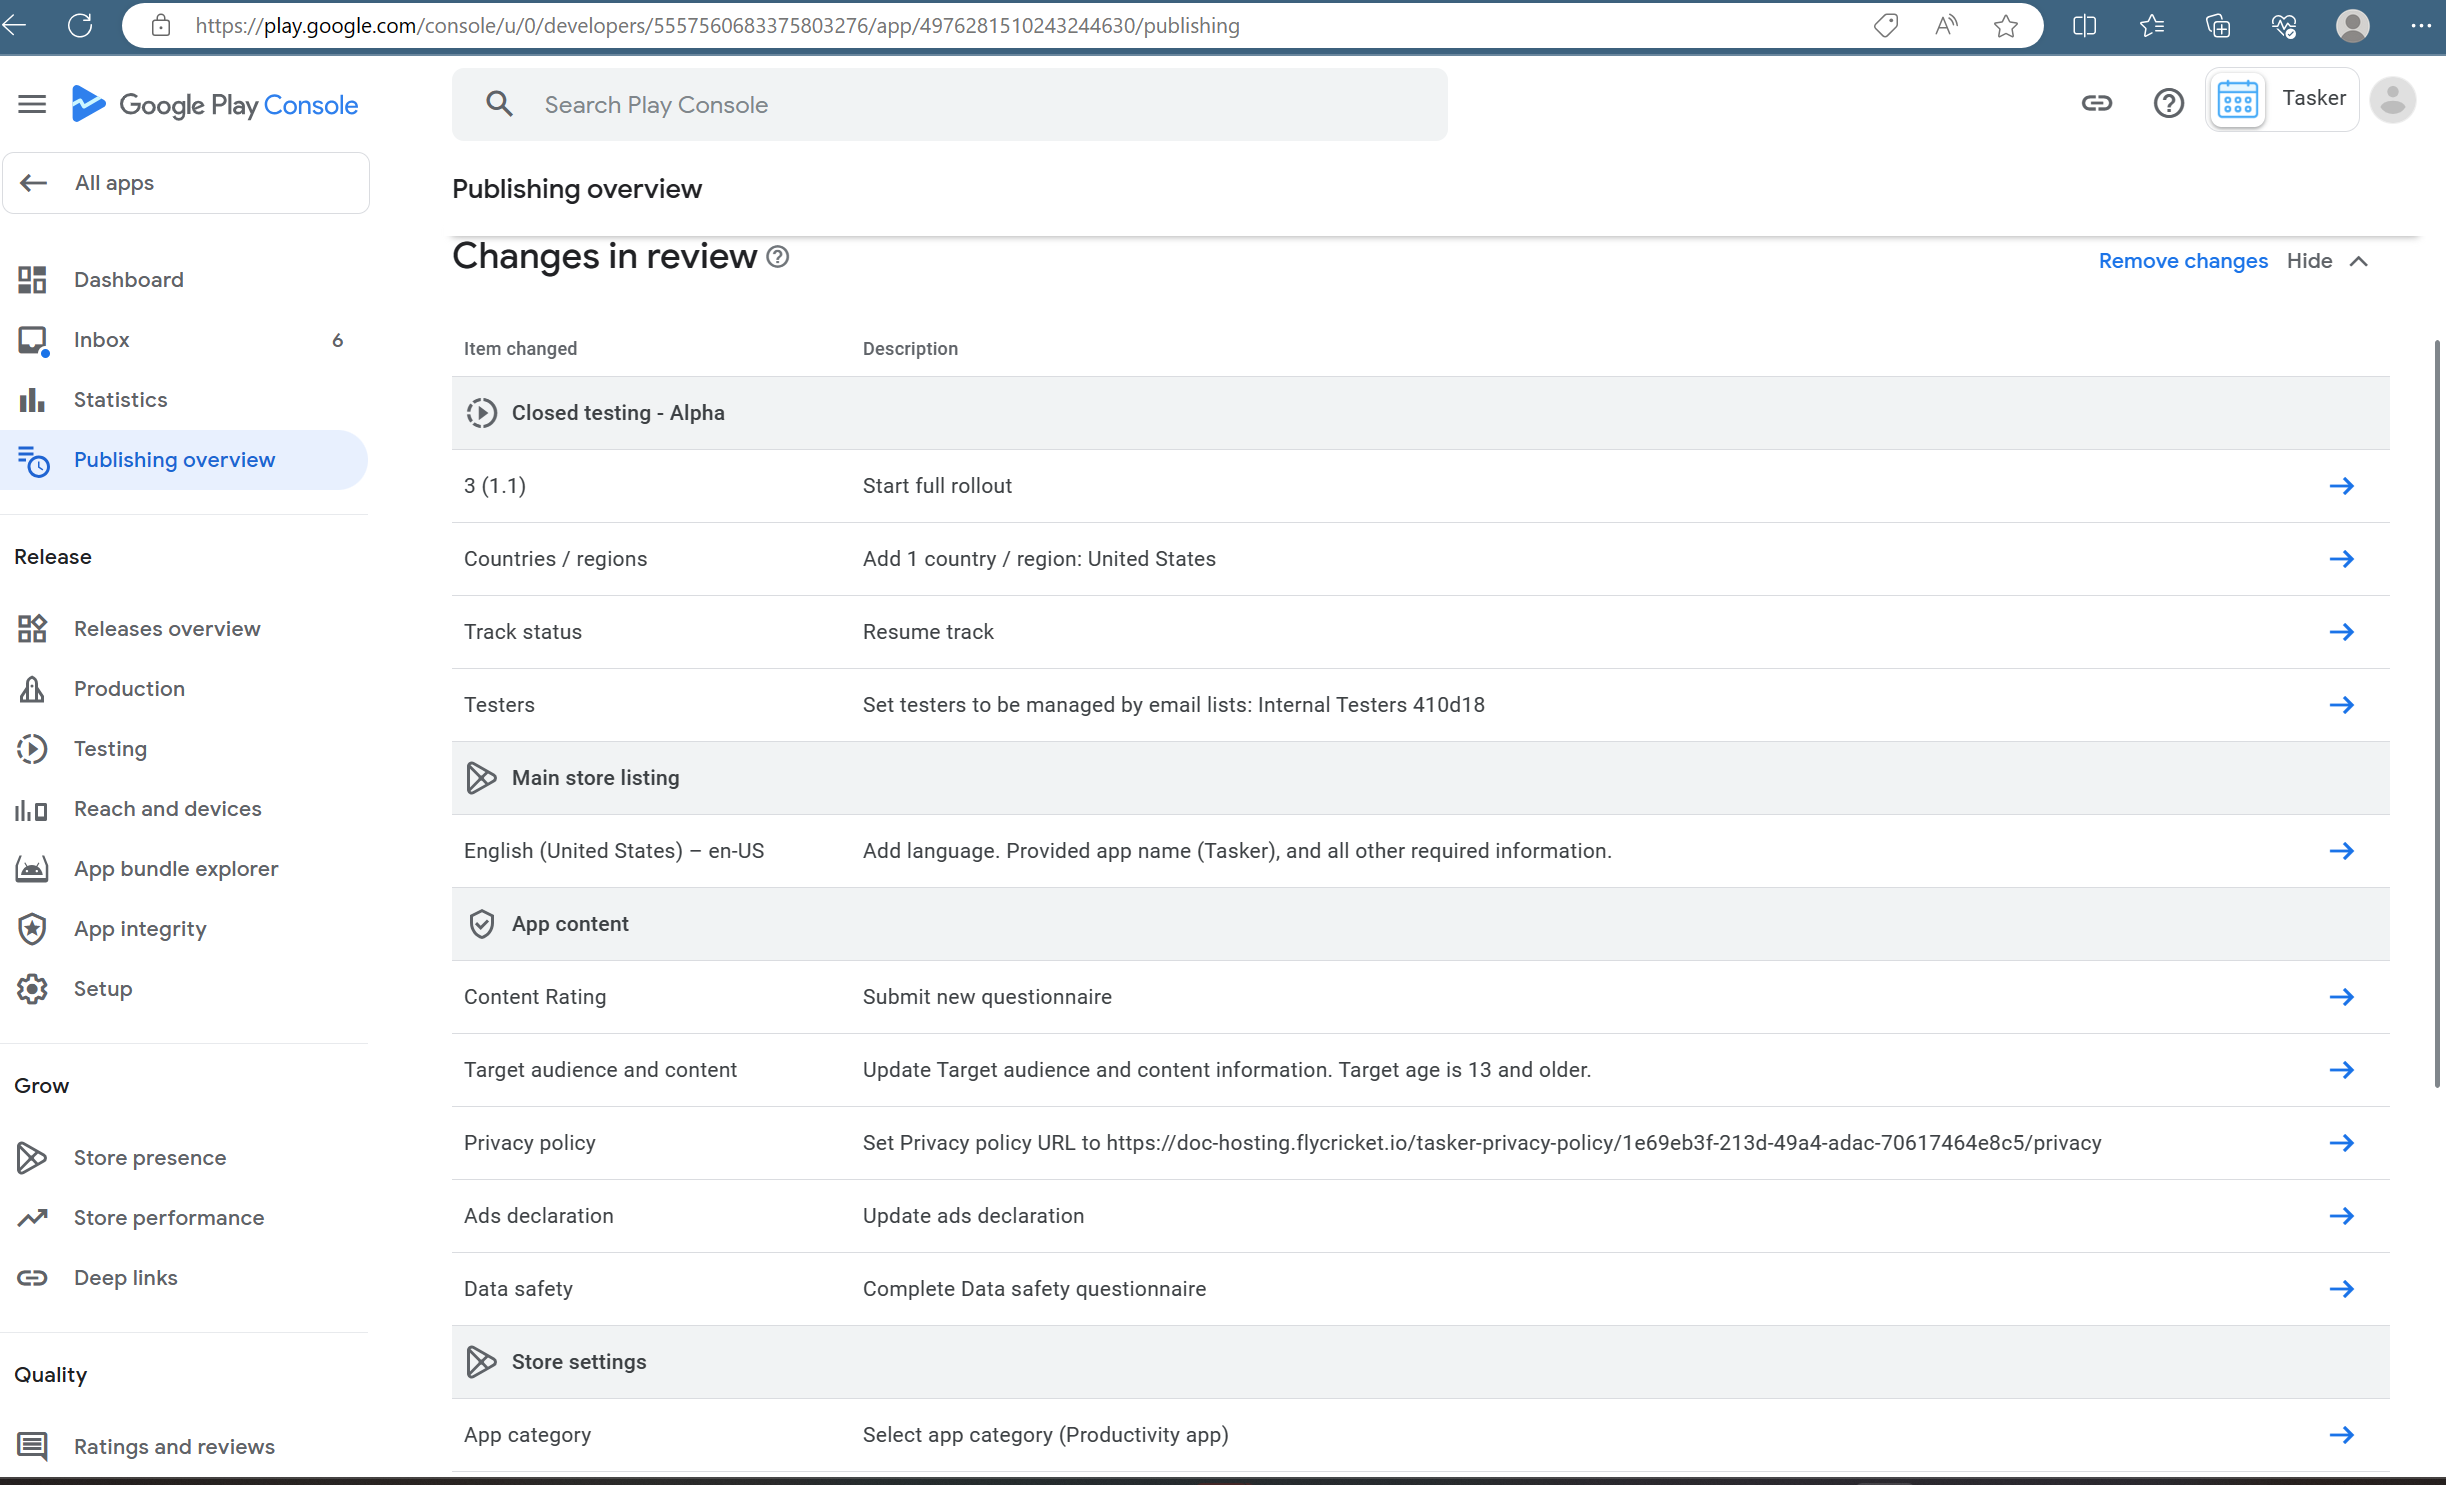 https://play.google.com/console/u/0/developers/5557560683375803276/app/4976281510243244630/publishing
Google Play Console
Search Play Console
Tasker
All apps
Publishing overview
Changes in review
Remove changes
Hide
Dashboard
Inbox 6
Statistics
Publishing overview
Release
Releases overview
Production
Testing
Reach and devices
App bundle explorer
App integrity
Setup
Grow
Store presence
Store performance
Deep links
Quality
Ratings and reviews
Item changed Description
Closed testing - Alpha
3 (1.1) Start full rollout
Countries / regions Add 1 country / region: United States
Track status Resume track
Testers Set testers to be managed by email lists: Internal Testers 410d18
Main store listing
English (United States) – en-US Add language. Provided app name (Tasker), and all other required information.
App content
Content Rating Submit new questionnaire
Target audience and content Update Target audience and content information. Target age is 13 and older.
Privacy policy Set Privacy policy URL to https://doc-hosting.flycricket.io/tasker-privacy-policy/1e69eb3f-213d-49a4-adac-70617464e8c5/privacy
Ads declaration Update ads declaration
Data safety Complete Data safety questionnaire
Store settings
App category Select app category (Productivity app)